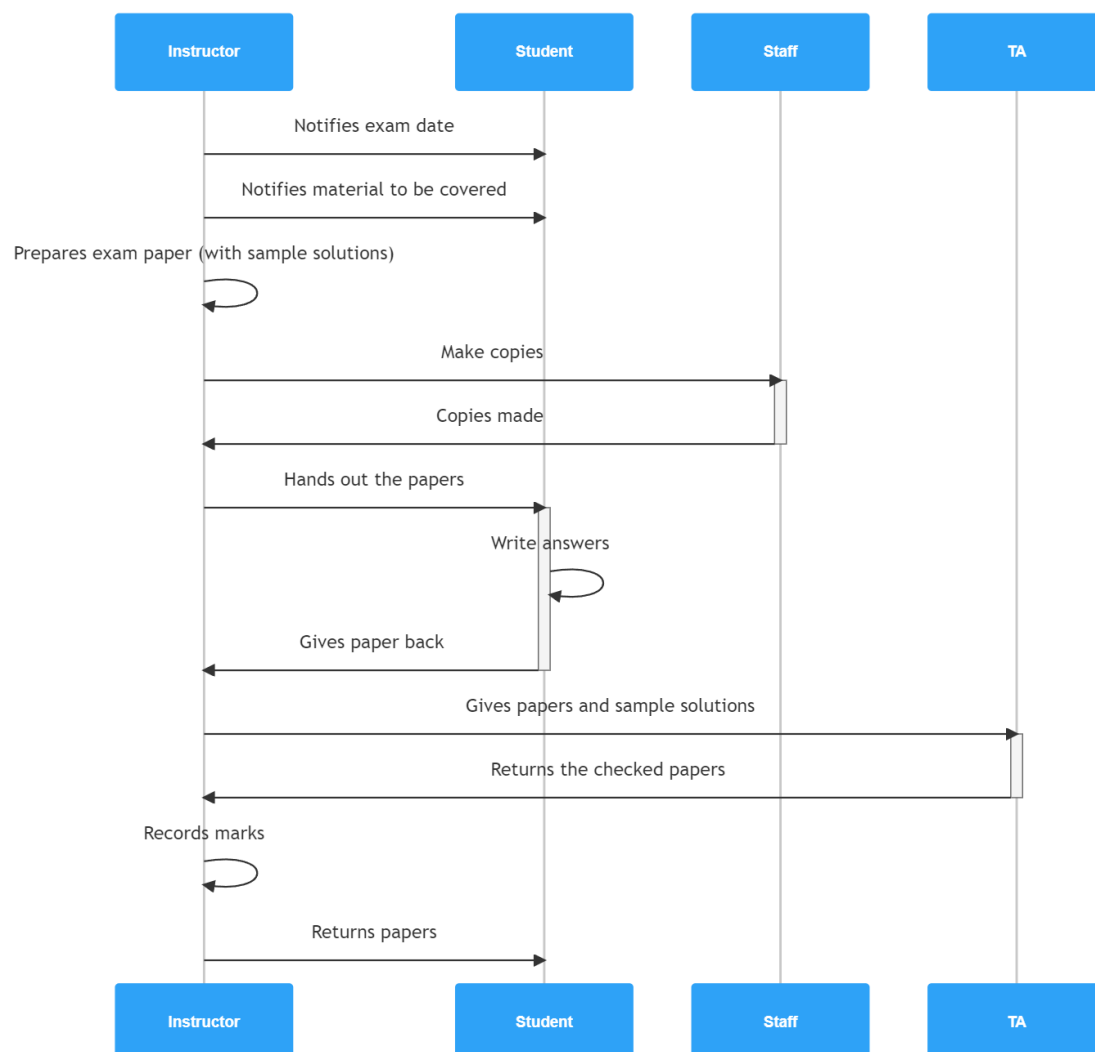 Instructor
Student
Staff
TA
Notifies exam date
Notifies material to be covered
Prepares exam paper (with sample solutions)
Make copies
Copies made
Hands out the papers
Write answers
Gives paper back
Gives papers and sample solutions
Returns the checked papers
Records marks
Returns papers
Instructor
Student
Staff
TA